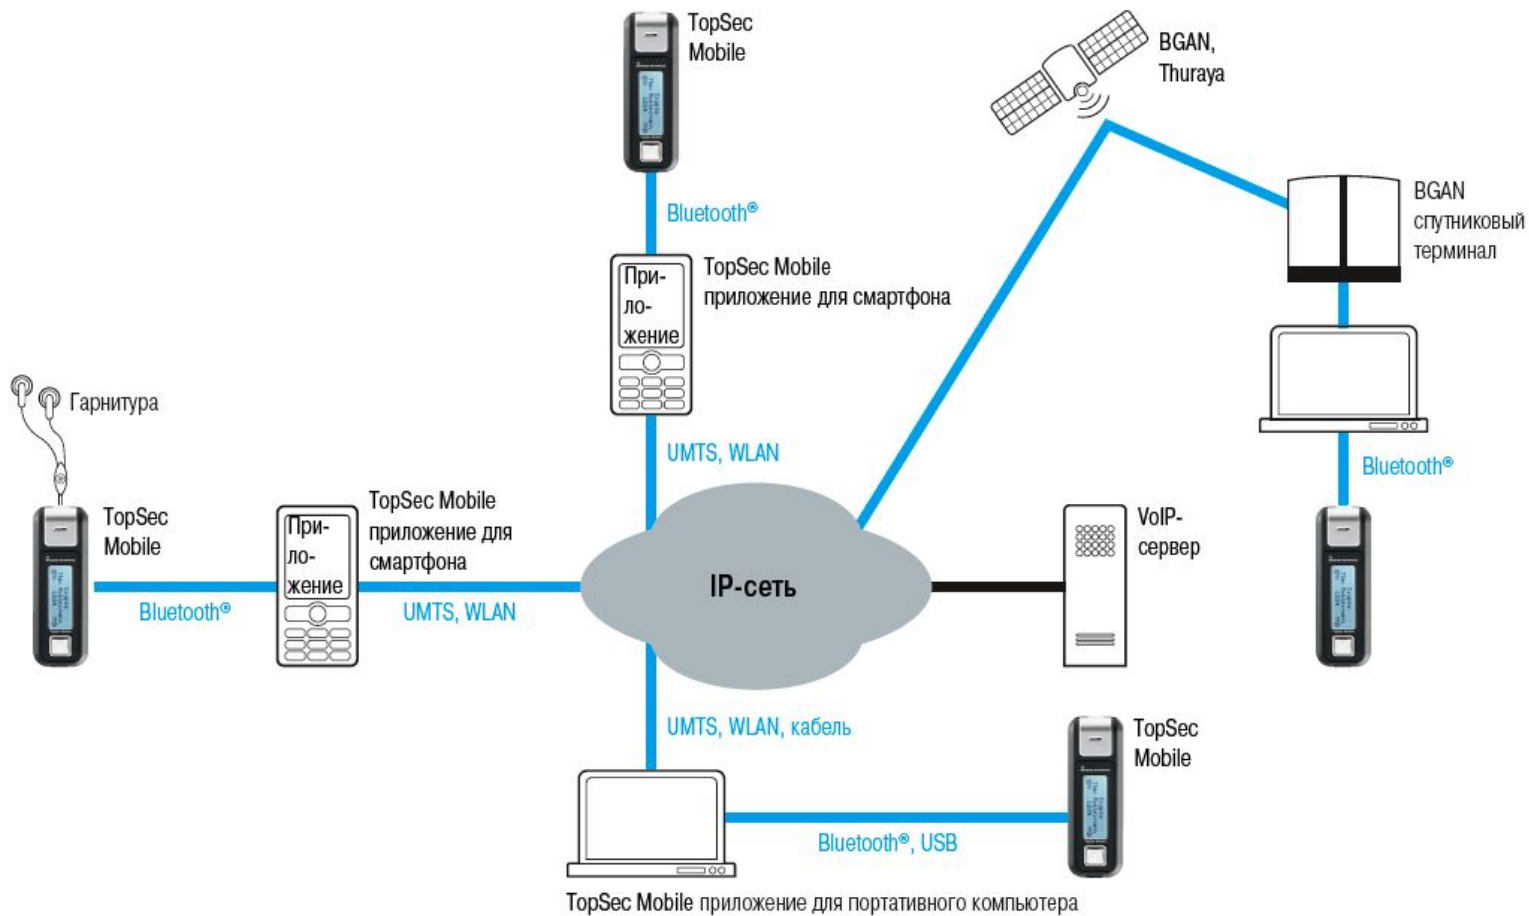 TopSec
Mobile
BGAN,
Thuraya
Bluetooth®
BGAN
спутниковый
терминал
При-
ло-
жение
TopSec Mobile
приложение для смартфона
Гарнитура
UMTS, WLAN
Bluetooth®
TopSec
Mobile
При-
ло-
жение
TopSec Mobile
приложение для
смартфона
Bluetooth®
UMTS, WLAN
IP-сеть
VoIP-
сервер
UMTS, WLAN, кабель
TopSec
Mobile
Bluetooth®, USB
TopSec Mobile приложение для портативного компьютера